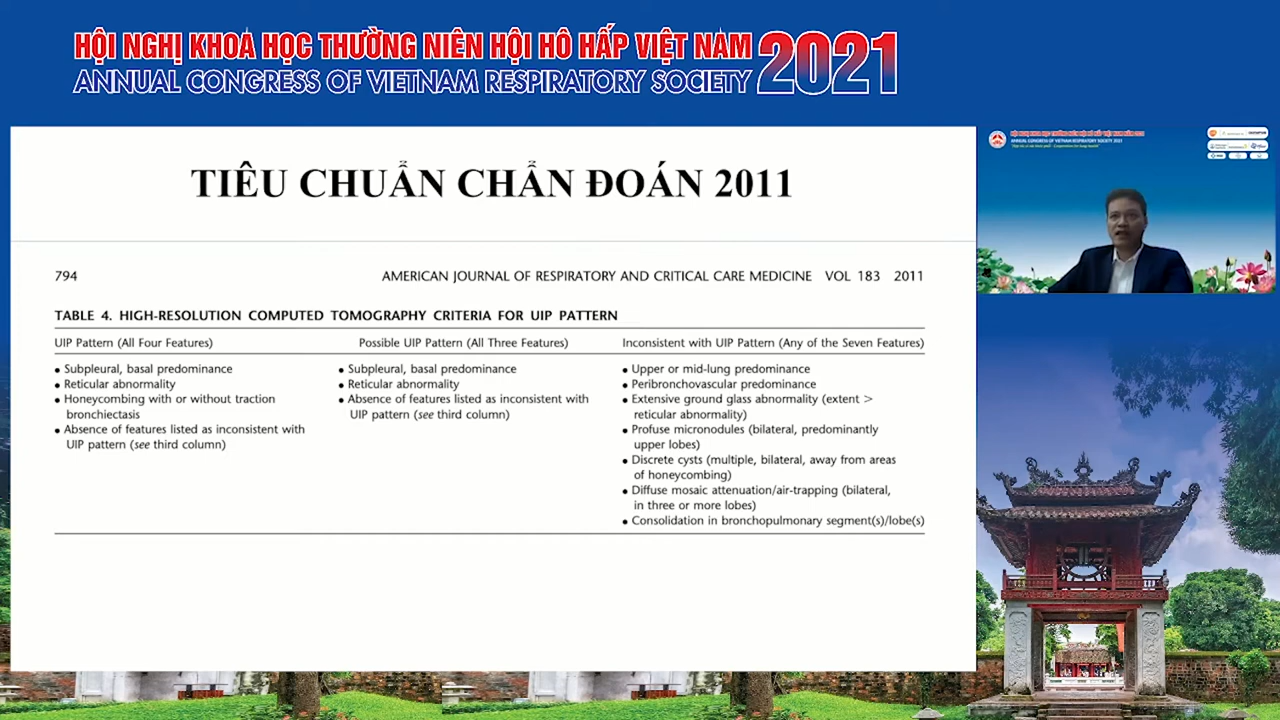 HỘI NGHỊ KHOA HỌC THƯỜNG NIÊN HỘI HÔ HẤP VIỆT NAM 2021
ANNUAL CONGRESS OF VIETNAM RESPIRATORY SOCIETY
TIÊU CHUẨN CHẨN ĐOÁN 2011
794 AMERICAN JOURNAL OF RESPIRATORY AND CRITICAL CARE MEDICINE VOL 183 2011
TABLE 4. HIGH-RESOLUTION COMPUTED TOMOGRAPHY CRITERIA FOR UIP PATTERN
UIP Pattern (All Four Features)
• Subpleural, basal predominance
• Reticular abnormality
• Honeycombing with or without traction
bronchiectasis
• Absence of features listed as inconsistent with
UIP pattern (see third column)
Possible UIP Pattern (All Three Features)
• Subpleural, basal predominance
• Reticular abnormality
• Absence of features listed as inconsistent with
UIP pattern (see third column)
Inconsistent with UIP Pattern (Any of the Seven Features)
• Upper or mid-lung predominance
• Peribronchovascular predominance
• Extensive ground glass abnormality (extent >
reticular abnormality)
• Profuse micronodules (bilateral, predominantly
upper lobes)
• Discrete cysts (multiple, bilateral, away from areas
of honeycombing)
• Diffuse mosaic attenuation/air-trapping (bilateral,
in three or more lobes)
• Consolidation in bronchopulmonary segment(s)/lobe(s)
ANNUAL CONGRESS OF VIETNAM RESPIRATORY SOCIETY 2021